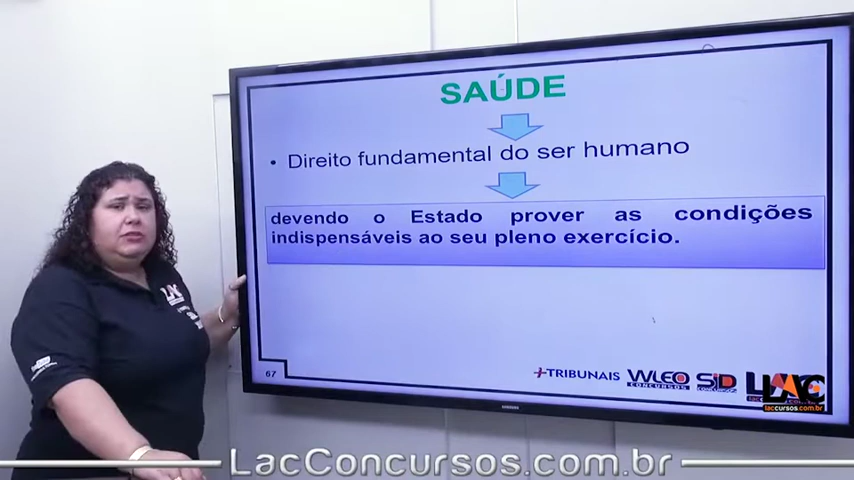 SAÚDE
• Direito fundamental do ser humano
devendo o Estado prover as condições
indispensáveis ao seu pleno exercício.
67
+TRIBUNAIS
WLEO
CONCURSOS
LAC
LACCURSOS.com.br
LacConcursos.com.br